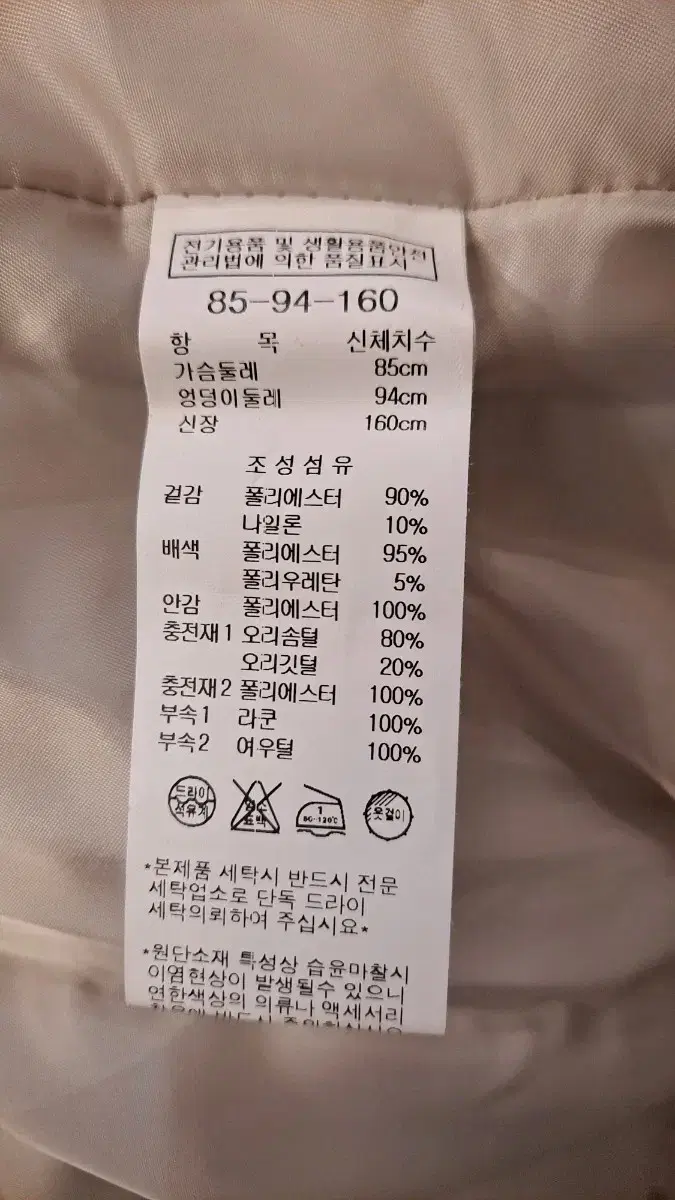 전기용품 및 생활용품안전
관리법에 의한 품질표시
85-94-160
항 목 신체치수
가슴둘레 85cm
엉덩이둘레 94cm
신장 160cm
조성섬유
겉감 폴리에스터 90%
나일론 10%
배색 폴리에스터 95%
폴리우레탄 5%
안감 폴리에스터 100%
충전재1 오리솜털 80%
오리깃털 20%
충전재2 폴리에스터 100%
부속1 라쿤 100%
부속2 여우털 100%
드라이 석유계
표백
1
80-120℃
옷걸이
*본제품 세탁시 반드시 전문
세탁업소로 단독 드라이
세탁의뢰하여 주십시요*
*원단소재 특성상 습윤마찰시
이염현상이 발생될수 있으니
연한색상의 의류나 액세서리